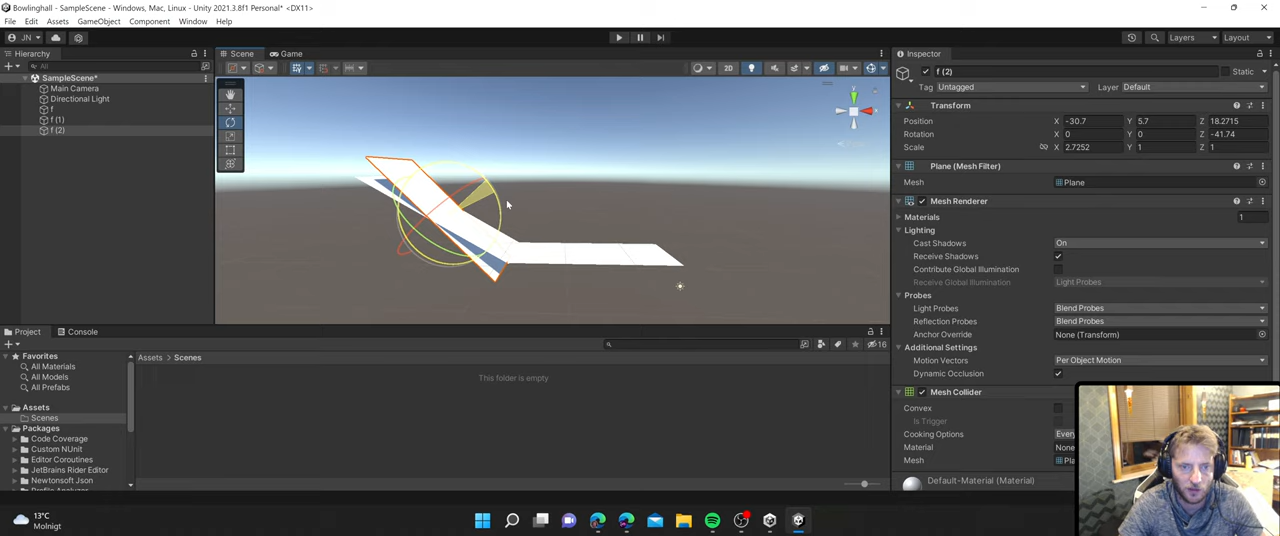 Bowlinghall - SampleScene - Windows, Mac, Linux - Unity 2021.3.8f1 Personal* <DX11>
File Edit Assets GameObject Component Window Help
JN Layers Layout
Hierarchy
All
SampleScene*
Main Camera
Directional Light
f
f (1)
f (2)
Scene Game
2D
Inspector
f (2) Static
Tag Untagged Layer Default
Transform
Position X -30.7 Y 5.7 Z 18.2715
Rotation X 0 Y 0 Z -41.74
Scale X 2.7252 Y 1 Z 1
Plane (Mesh Filter)
Mesh Plane
Mesh Renderer
Materials 1
Lighting
Cast Shadows On
Receive Shadows
Contribute Global Illumination
Receive Global Illumination Light Probes
Probes
Light Probes Blend Probes
Reflection Probes Blend Probes
Anchor Override None (Transform)
Additional Settings
Motion Vectors Per Object Motion
Dynamic Occlusion
Mesh Collider
Convex
Is Trigger
Cooking Options Every
Material None
Mesh Pla
Default-Material (Material)
Project Console
16
Favorites
All Materials
All Models
All Prefabs
Assets
Scenes
Packages
Code Coverage
Custom NUnit
Editor Coroutines
JetBrains Rider Editor
Newtonsoft Json
Assets > Scenes
This folder is empty
13°C
Molnigt